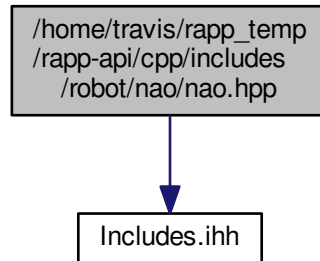 /home/travis/rapp_temp
/rapp-api/cpp/includes
/robot/nao/nao.hpp
Includes.ihh